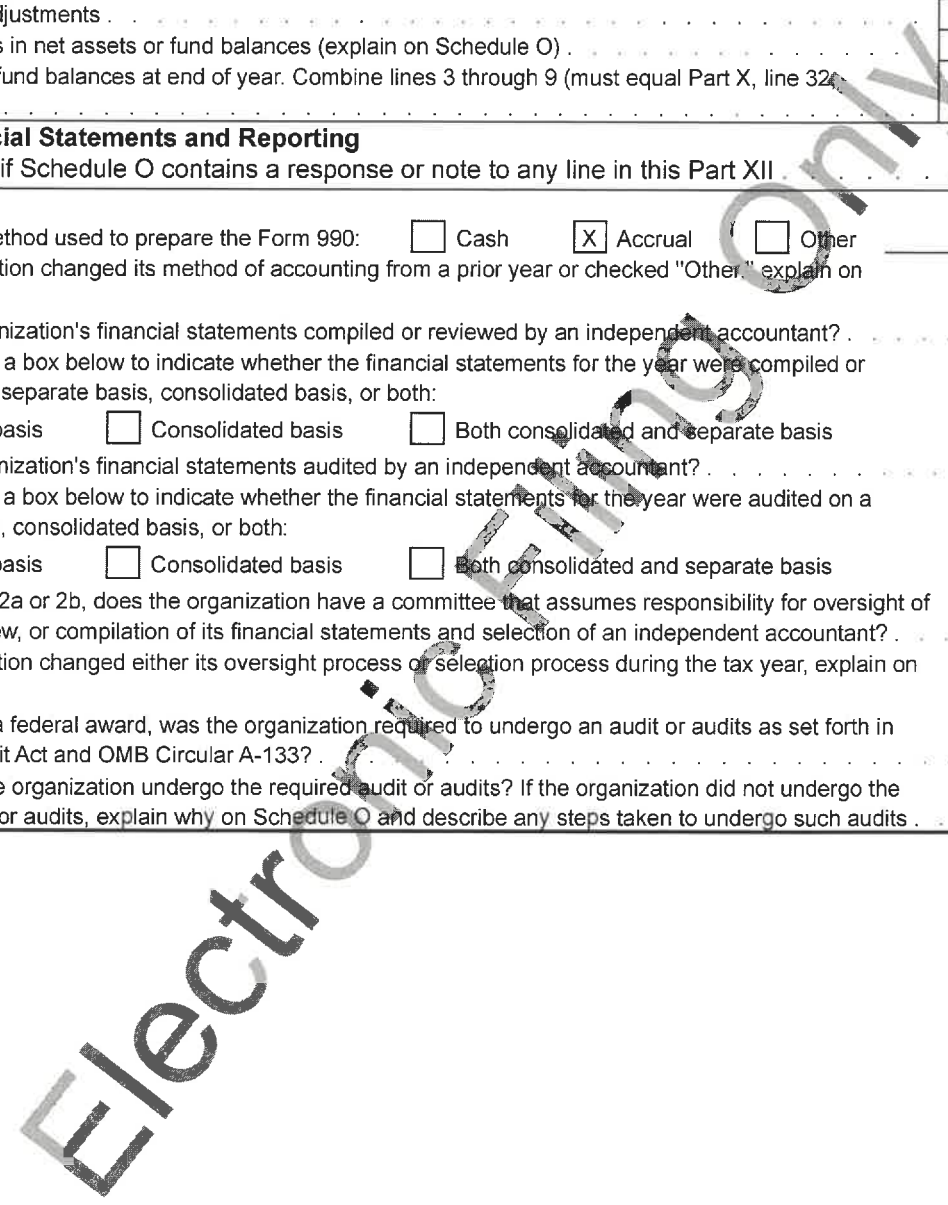 djustments . . . . . . . . . . . . . . . . . . . . . . . .
s in net assets or fund balances (explain on Schedule O) . . . . . . . . . .
fund balances at end of year. Combine lines 3 through 9 (must equal Part X, line 32,
. . . . . . . . . . . . . . . . . . . . . . . . . . . .
cial Statements and Reporting
if Schedule O contains a response or note to any line in this Part XII . . . . . .
ethod used to prepare the Form 990: Cash X Accrual Other
tion changed its method of accounting from a prior year or checked "Other," explain on
nization's financial statements compiled or reviewed by an independent accountant? . . . .
a box below to indicate whether the financial statements for the year were compiled or
separate basis, consolidated basis, or both:
basis Consolidated basis Both consolidated and separate basis
nization's financial statements audited by an independent accountant? . . . . . . . . .
a box below to indicate whether the financial statements for the year were audited on a
, consolidated basis, or both:
basis Consolidated basis Both consolidated and separate basis
2a or 2b, does the organization have a committee that assumes responsibility for oversight of
ew, or compilation of its financial statements and selection of an independent accountant? . .
tion changed either its oversight process or selection process during the tax year, explain on
a federal award, was the organization required to undergo an audit or audits as set forth in
it Act and OMB Circular A-133? . . . . . . . . . . . . . . . . . . .
e organization undergo the required audit or audits? If the organization did not undergo the
or audits, explain why on Schedule O and describe any steps taken to undergo such audits . .
Electronic Filing Only